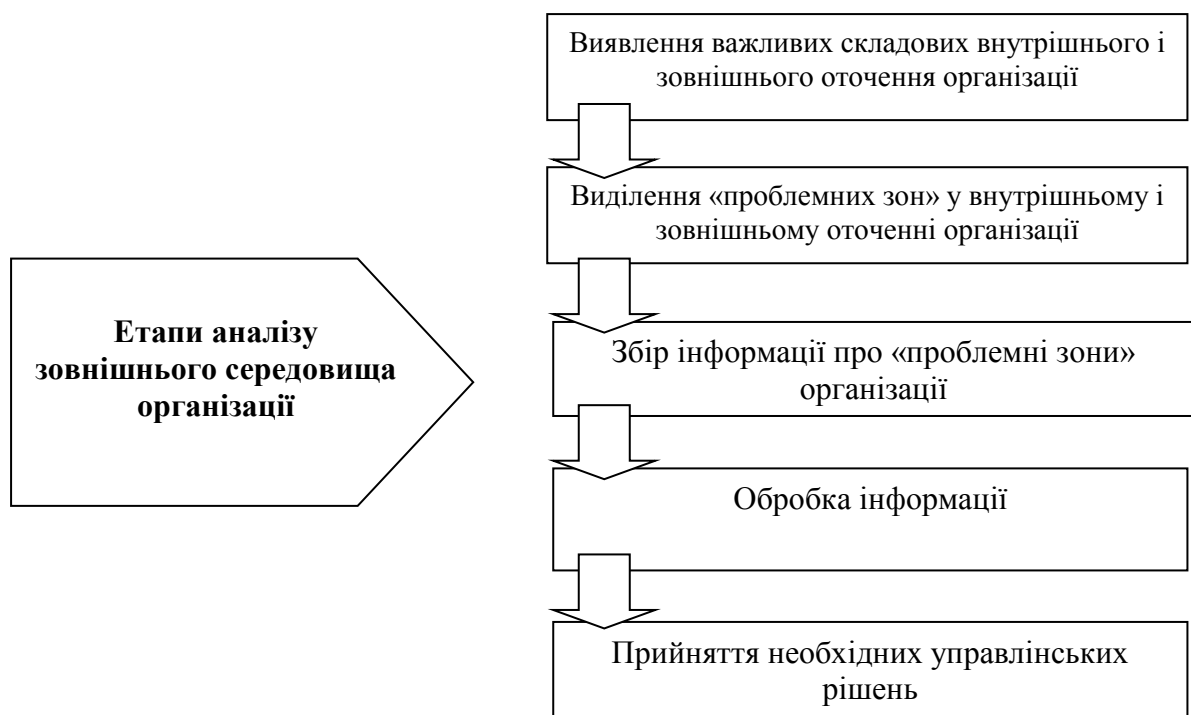 Етапи аналізу
зовнішнього середовища
організації
Виявлення важливих складових внутрішнього і
зовнішнього оточення організації
Виділення «проблемних зон» у внутрішньому і
зовнішньому оточенні організації
Збір інформації про «проблемні зони»
організації
Обробка інформації
Прийняття необхідних управлінських
рішень